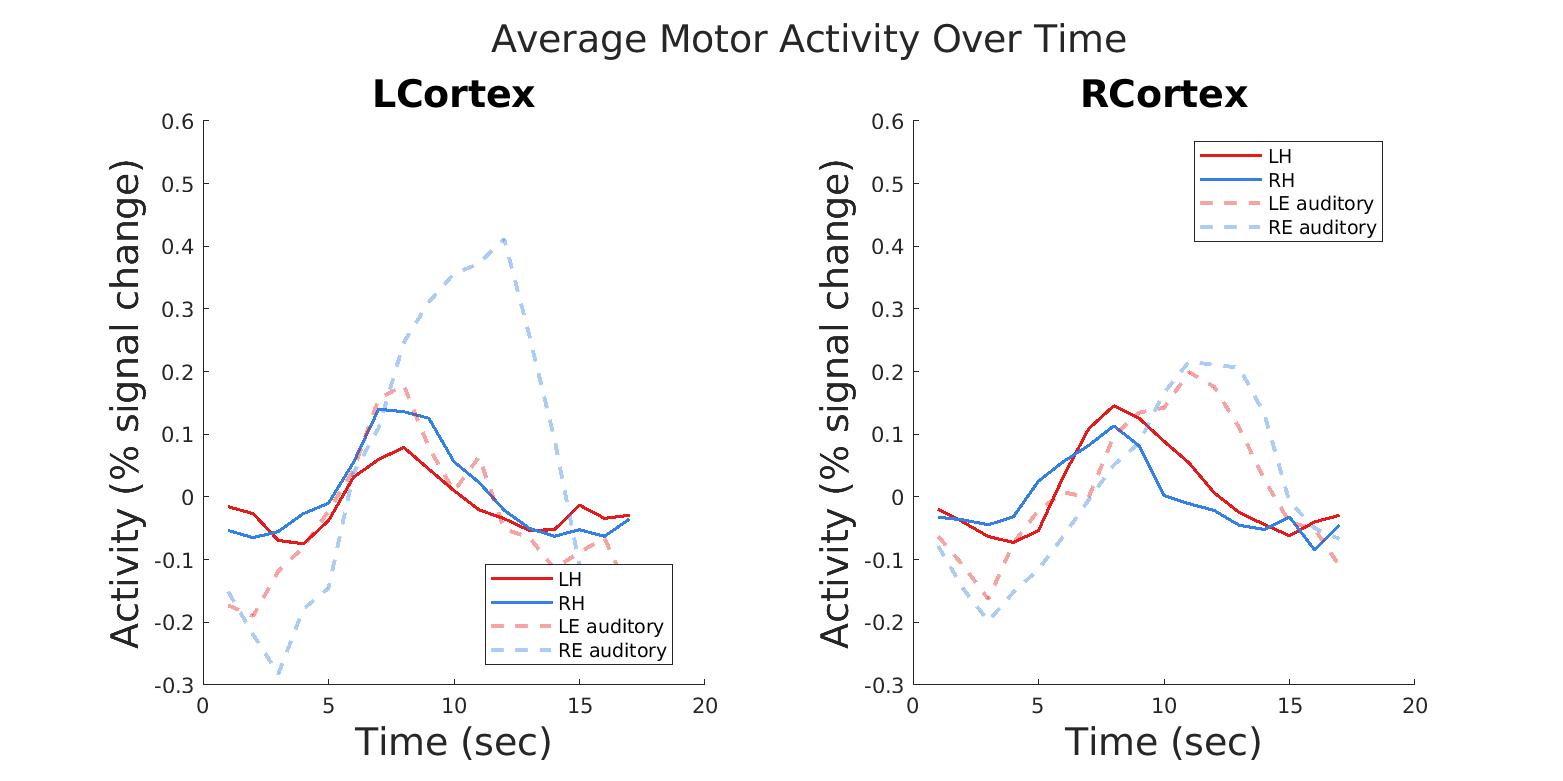 Average Motor Activity Over Time
LCortex
Activity (% signal change)
0.6
0.5
0.4
0.3
0.2
0.1
0
-0.1
-0.2
-0.3
0 5 10 15 20
Time (sec)
LH
RH
LE auditory
RE auditory
RCortex
Activity (% signal change)
0.6
0.5
0.4
0.3
0.2
0.1
0
-0.1
-0.2
-0.3
0 5 10 15 20
Time (sec)
LH
RH
LE auditory
RE auditory